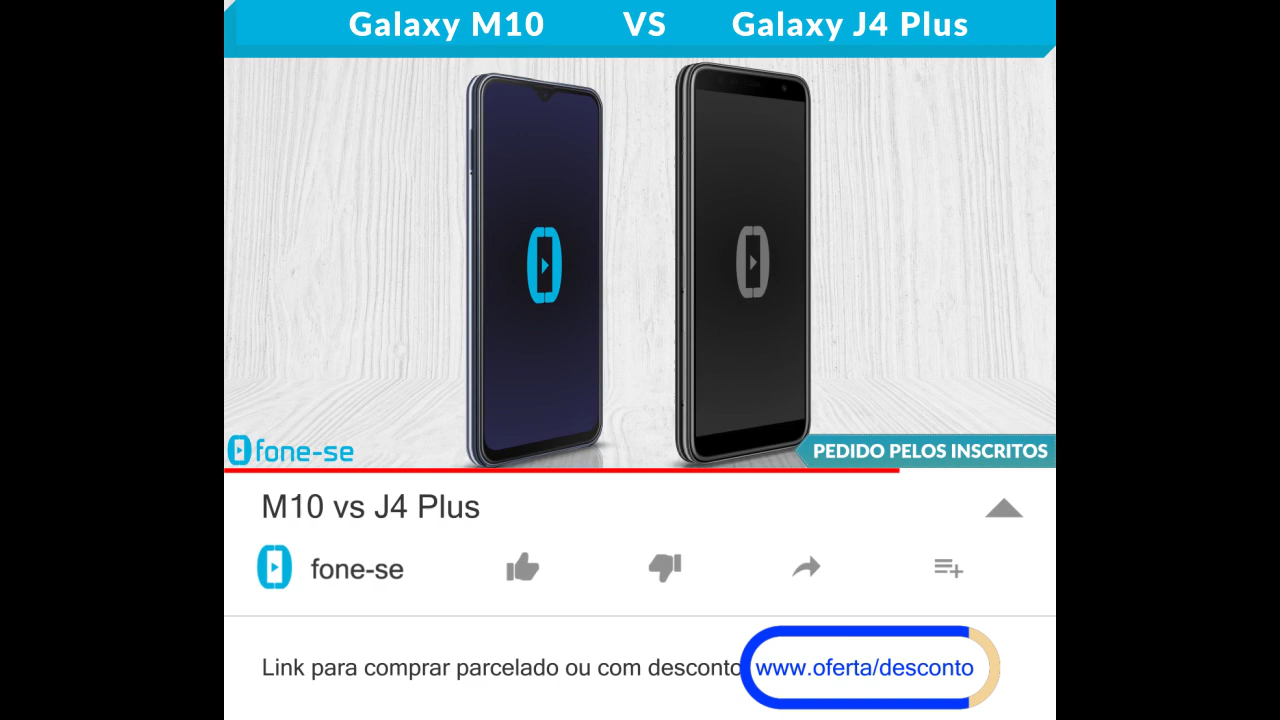 Galaxy M10 VS Galaxy J4 Plus
fone-se
PEDIDO PELOS INSCRITOS
M10 vs J4 Plus
fone-se
Link para comprar parcelado ou com desconto www.oferta/desconto